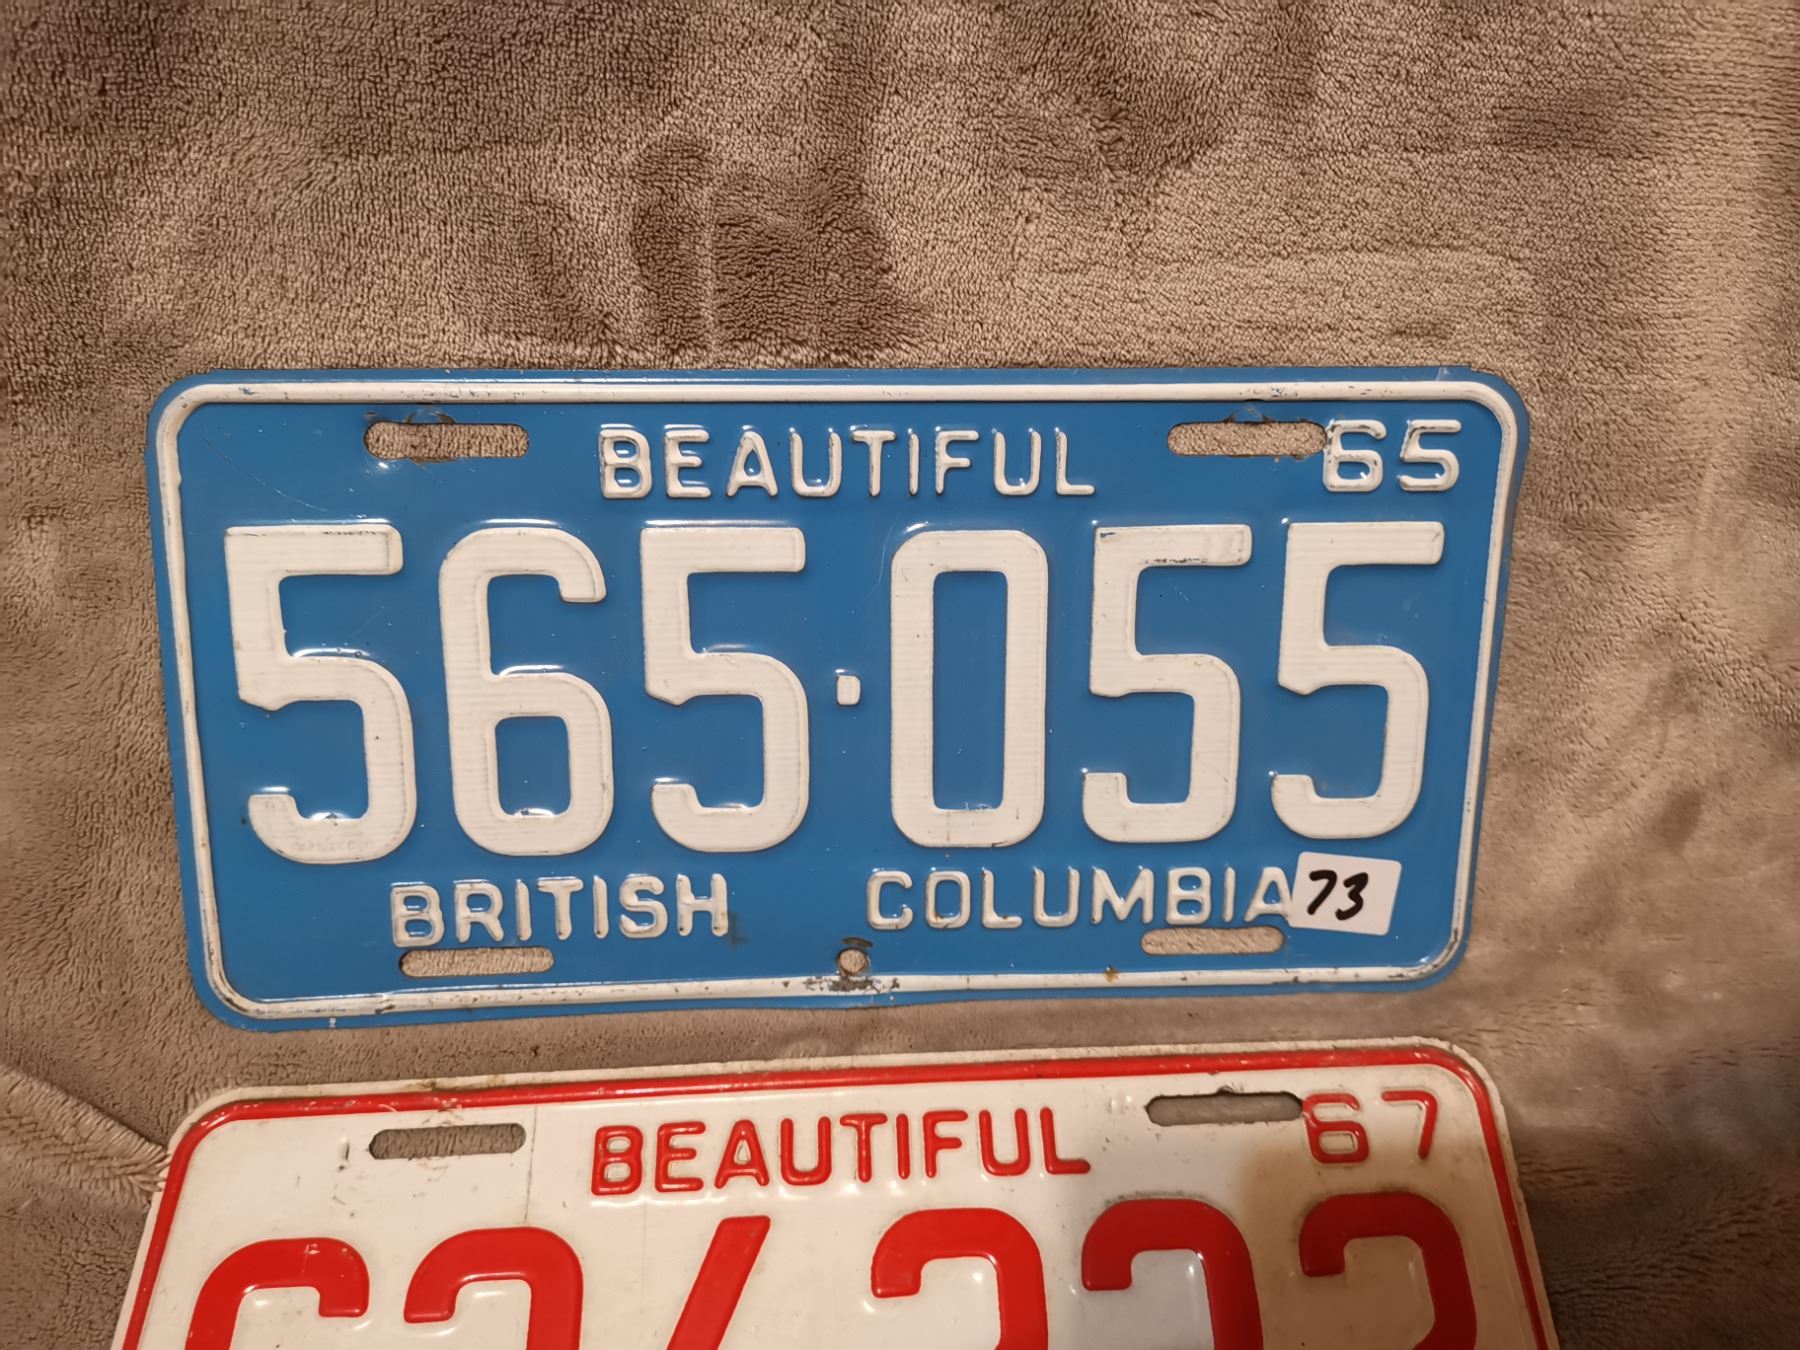 BEAUTIFUL 65
565·055
BRITISH COLUMBIA 73
BEAUTIFUL 67